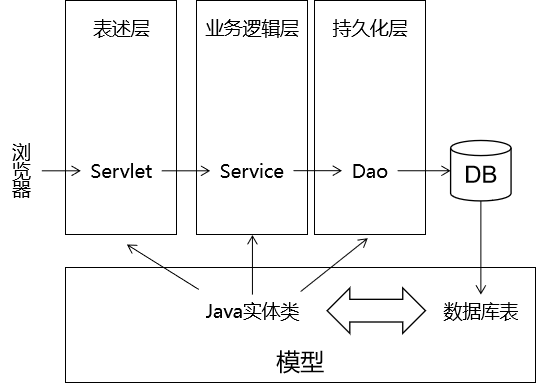 表述层
业务逻辑层
持久化层
浏览器
Servlet
Service
Dao
DB
Java实体类
数据库表
模型